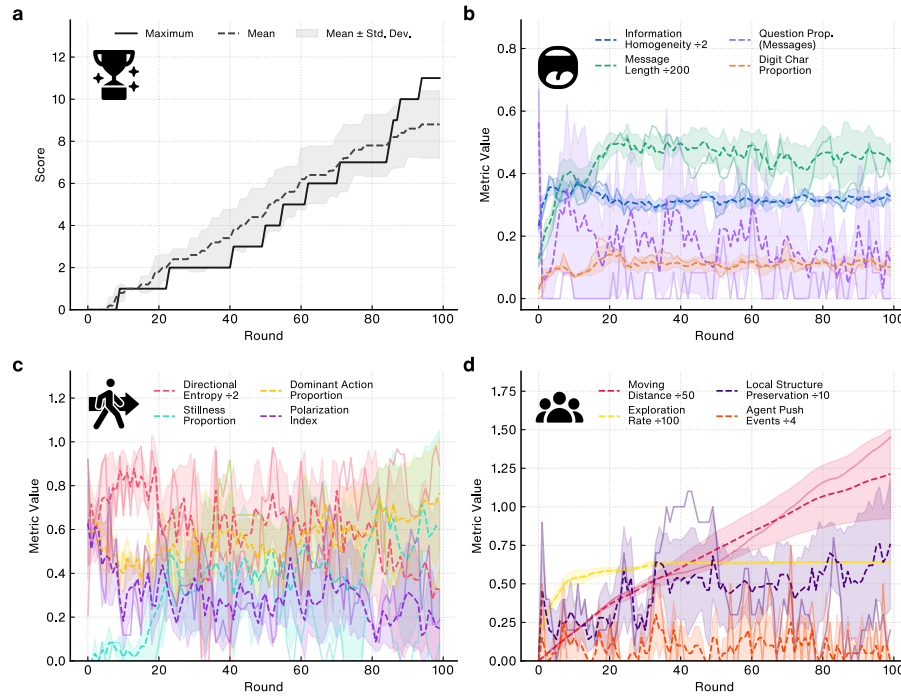 a
Maximum
Mean
Mean ± Std. Dev.
12
10
8
6
4
2
0
Score
0
20
40
60
80
100
Round
b
Information
Homogeneity ÷2
Message
Length ÷200
Question Prop.
(Messages)
Digit Char
Proportion
0.8
0.6
0.4
0.2
0.0
Metric Value
0
20
40
60
80
100
Round
c
Directional
Entropy ÷2
Stillness
Proportion
Dominant Action
Proportion
Polarization
Index
1.2
1.0
0.8
0.6
0.4
0.2
0.0
Metric Value
0
20
40
60
80
100
Round
d
Moving
Distance ÷50
Exploration
Rate ÷100
Local Structure
Preservation ÷10
Agent Push
Events ÷4
1.75
1.50
1.25
1.00
0.75
0.50
0.25
0.00
Metric Value
0
20
40
60
80
100
Round